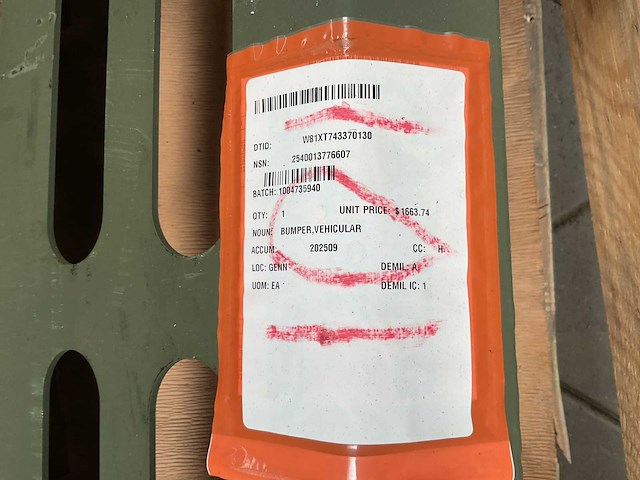 DTID: W81XT743370130
NSN: 2540013776607
BATCH: 1004735940
QTY: 1 UNIT PRICE: $1663.74
NOUN: BUMPER,VEHICULAR
ACCUM: 202509 CC: H
LOC: GENN DEMIL: A
UOM: EA DEMIL IC: 1